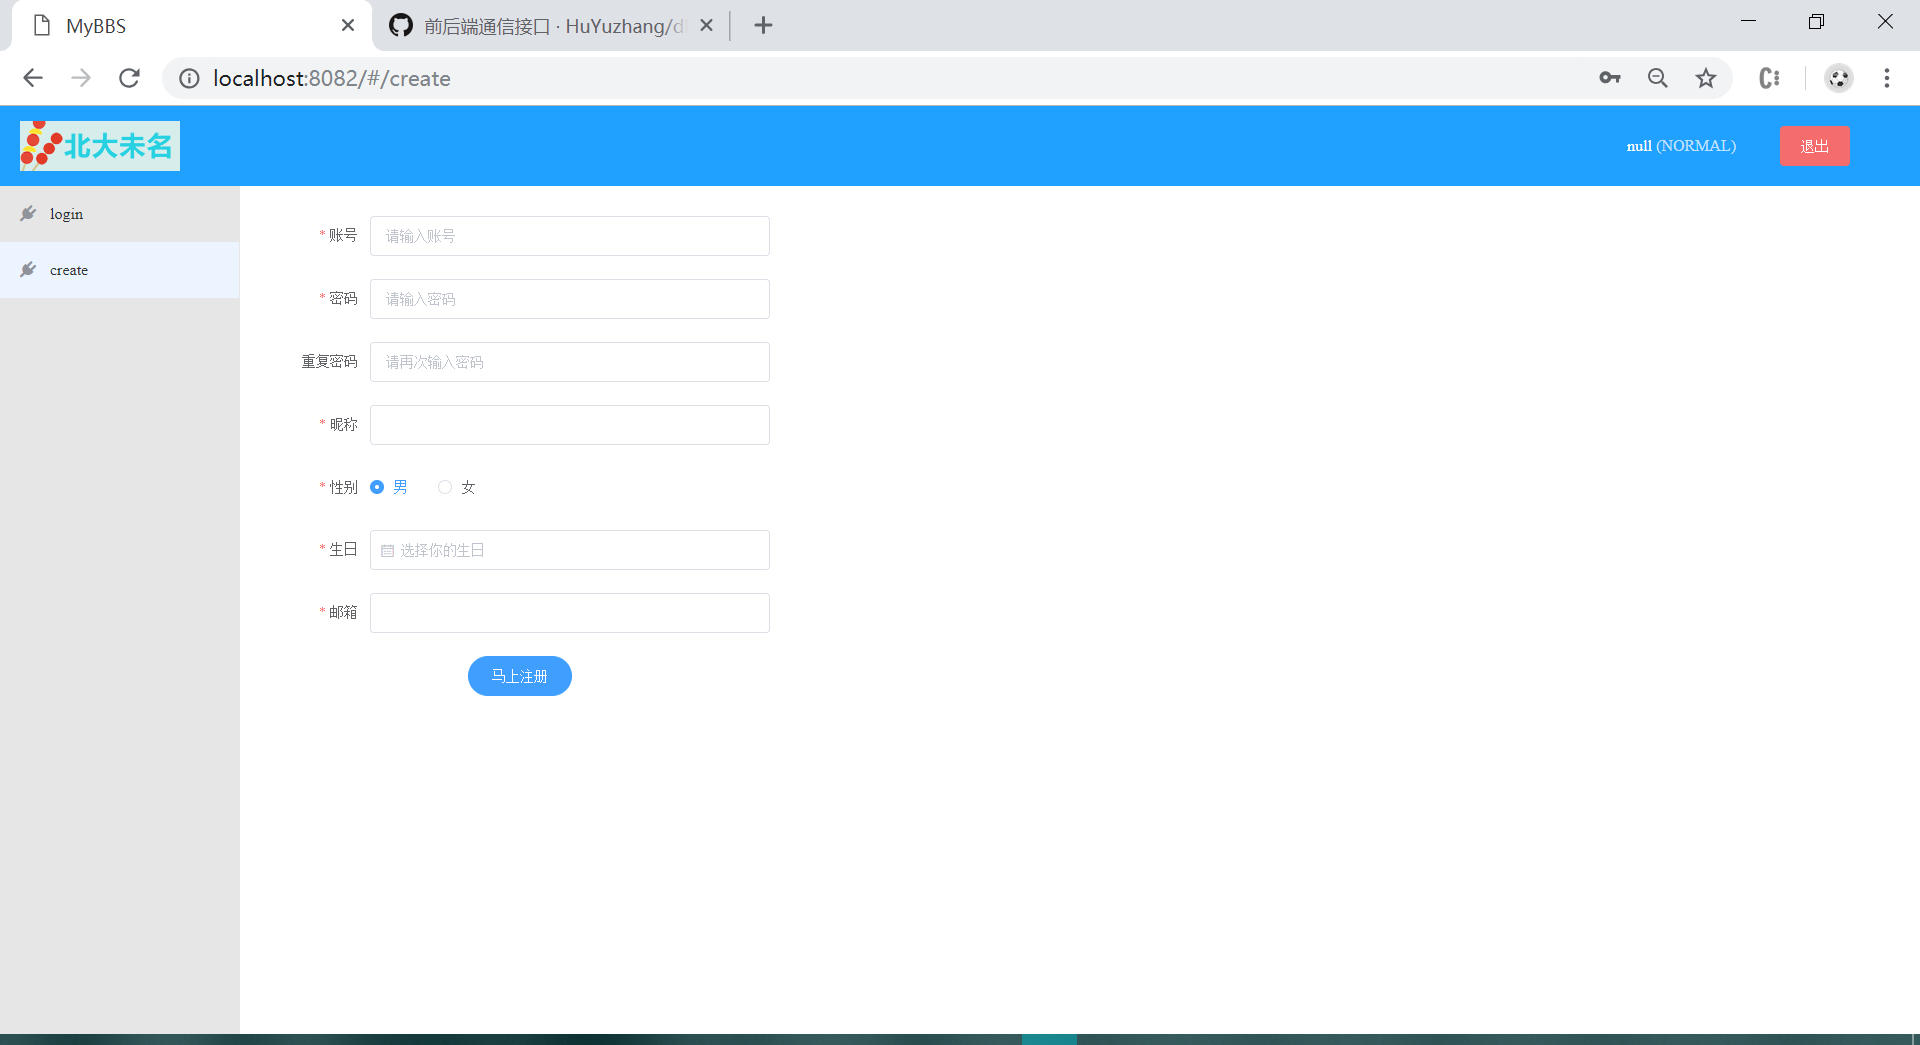 MyBBS
前后端通信接口 · HuYuzhang/d
localhost:8082/#/create
北大未名
null (NORMAL)
退出
login
create
* 账号 请输入账号
* 密码 请输入密码
重复密码 请再次输入密码
* 昵称
* 性别 男 女
* 生日 选择你的生日
* 邮箱
马上注册